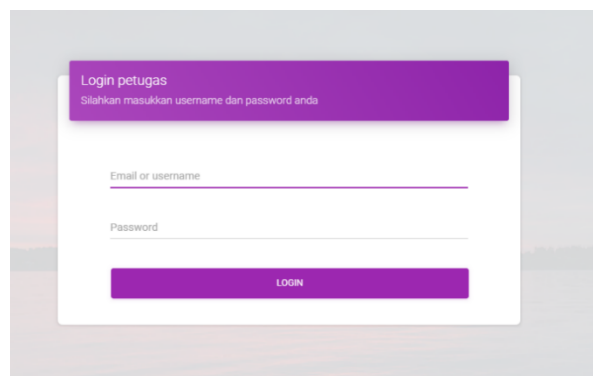 Login petugas
Silahkan masukkan username dan password anda
Email or username
Password
LOGIN